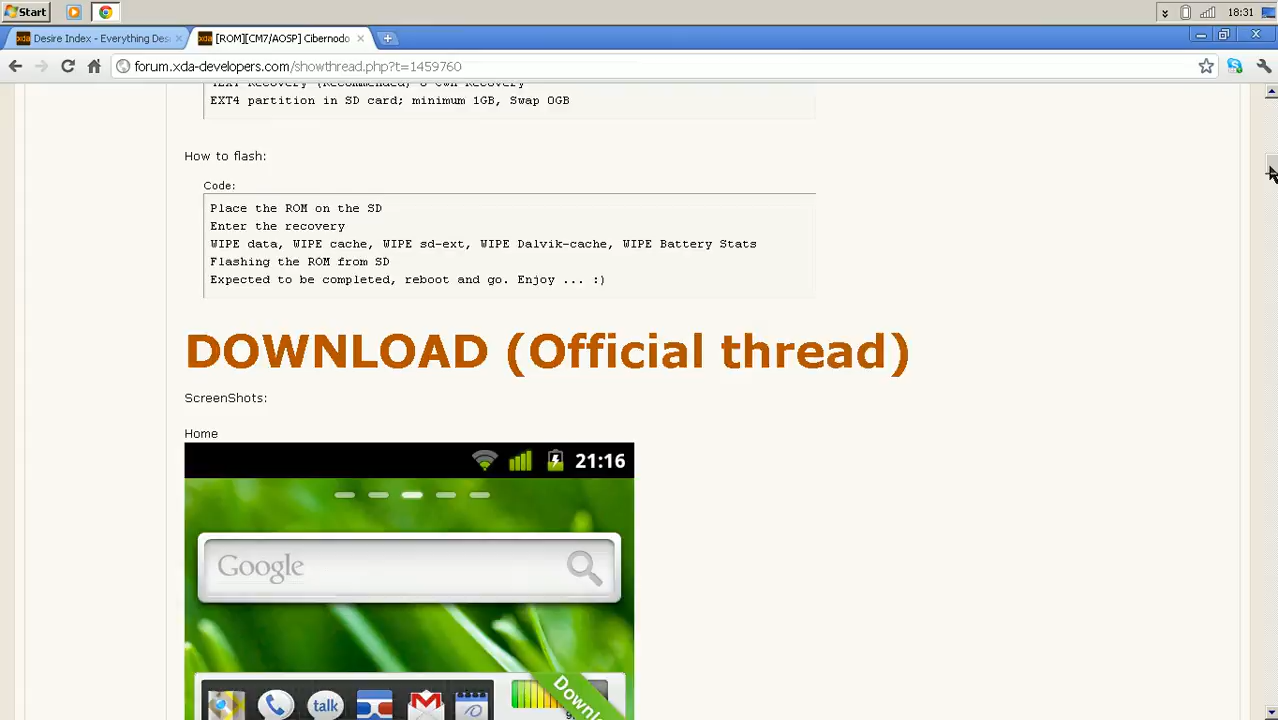 Start
18:31
Desire Index - Everything Des
[ROM][CM7/AOSP] Cibernodo
forum.xda-developers.com/showthread.php?t=1459760
EXT4 partition in SD card; minimum 1GB, Swap 0GB
How to flash:
Code:
Place the ROM on the SD
Enter the recovery
WIPE data, WIPE cache, WIPE sd-ext, WIPE Dalvik-cache, WIPE Battery Stats
Flashing the ROM from SD
Expected to be completed, reboot and go. Enjoy ... :)
DOWNLOAD (Official thread)
ScreenShots:
Home
21:16
Google
talk